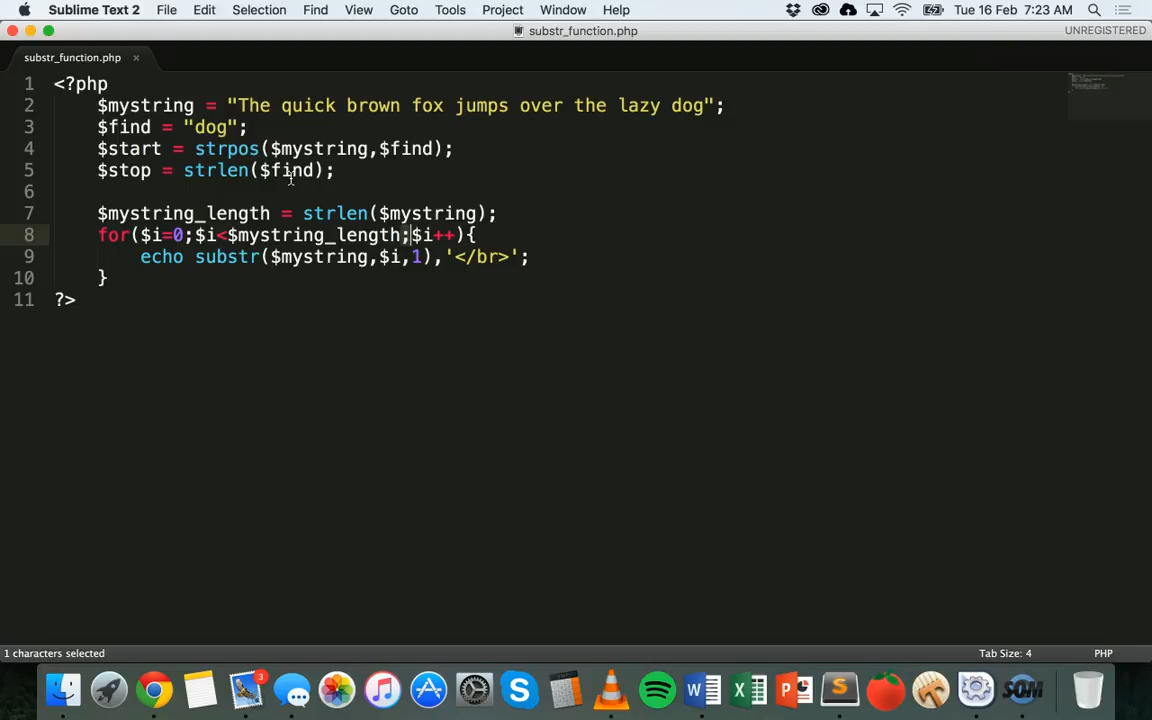 Sublime Text 2 File Edit Selection Find View Goto Tools Project Window Help Tue 16 Feb 7:23 AM
substr_function.php UNREGISTERED
substr_function.php ×
1 <?php
2 $mystring = "The quick brown fox jumps over the lazy dog";
3 $find = "dog";
4 $start = strpos($mystring,$find);
5 $stop = strlen($find);
6
7 $mystring_length = strlen($mystring);
8 for($i=0;$i<$mystring_length;$i++){
9 echo substr($mystring,$i,1),'</br>';
10 }
11 ?>
1 characters selected Tab Size: 4 PHP
3
SOM